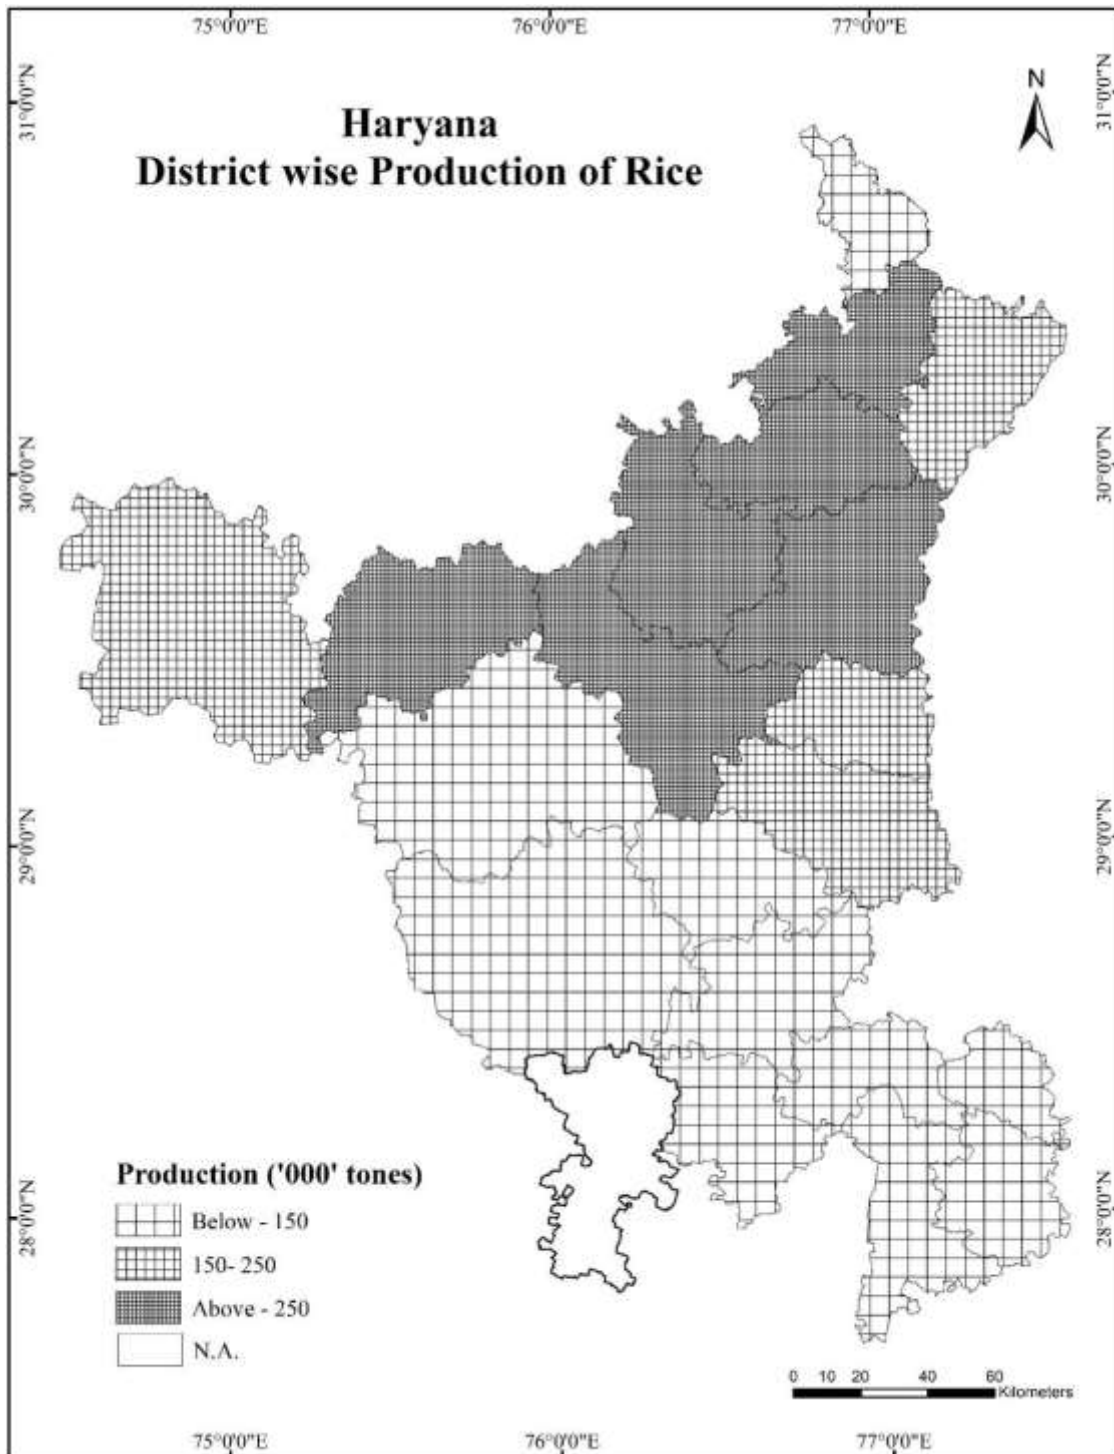 75°0'0"E 76°0'0"E 77°0'0"E
31°0'0"N 31°0'0"N
N
Haryana
District wise Production of Rice
30°0'0"N 30°0'0"N
29°0'0"N 29°0'0"N
28°0'0"N 28°0'0"N
Production ('000' tones)
Below - 150
150- 250
Above - 250
N.A.
0 10 20 40 60
Kilometers
75°0'0"E 76°0'0"E 77°0'0"E